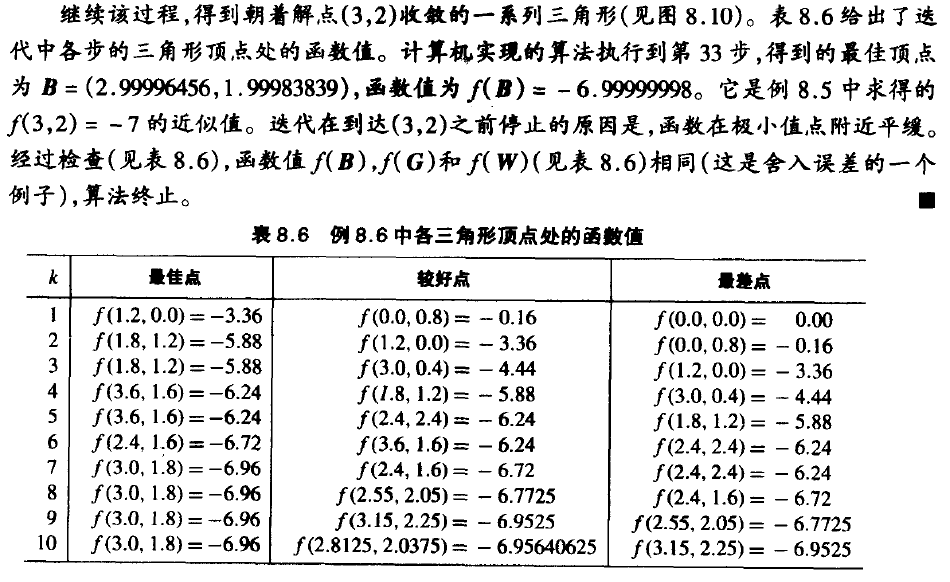 继续该过程,得到朝着解点(3,2)收敛的一系列三角形(见图 8.10)。表 8.6 给出了迭
代中各步的三角形顶点处的函数值。计算机实现的算法执行到第 33 步,得到的最佳顶点
为 B = (2.99996456,1.99983839),函数值为 f(B) = - 6.99999998。它是例 8.5 中求得的
f(3,2) = -7 的近似值。迭代在到达(3,2)之前停止的原因是,函数在极小值点附近平缓。
经过检查(见表 8.6),函数值 f(B),f(G)和 f(W)(见表 8.6)相同(这是舍入误差的一个
例子),算法终止。 ■
表 8.6 例 8.6 中各三角形顶点处的函数值
k 最佳点 较好点 最差点
1 f(1.2, 0.0) = -3.36 f(0.0, 0.8) = - 0.16 f(0.0, 0.0) = 0.00
2 f(1.8, 1.2) = -5.88 f(1.2, 0.0) = - 3.36 f(0.0, 0.8) = - 0.16
3 f(1.8, 1.2) = -5.88 f(3.0, 0.4) = - 4.44 f(1.2, 0.0) = - 3.36
4 f(3.6, 1.6) = -6.24 f(1.8, 1.2) = - 5.88 f(3.0, 0.4) = - 4.44
5 f(3.6, 1.6) = -6.24 f(2.4, 2.4) = - 6.24 f(1.8, 1.2) = - 5.88
6 f(2.4, 1.6) = -6.72 f(3.6, 1.6) = - 6.24 f(2.4, 2.4) = - 6.24
7 f(3.0, 1.8) = -6.96 f(2.4, 1.6) = - 6.72 f(2.4, 2.4) = - 6.24
8 f(3.0, 1.8) = -6.96 f(2.55, 2.05) = - 6.7725 f(2.4, 1.6) = - 6.72
9 f(3.0, 1.8) = -6.96 f(3.15, 2.25) = - 6.9525 f(2.55, 2.05) = - 6.7725
10 f(3.0, 1.8) = -6.96 f(2.8125, 2.0375) = - 6.95640625 f(3.15, 2.25) = - 6.9525